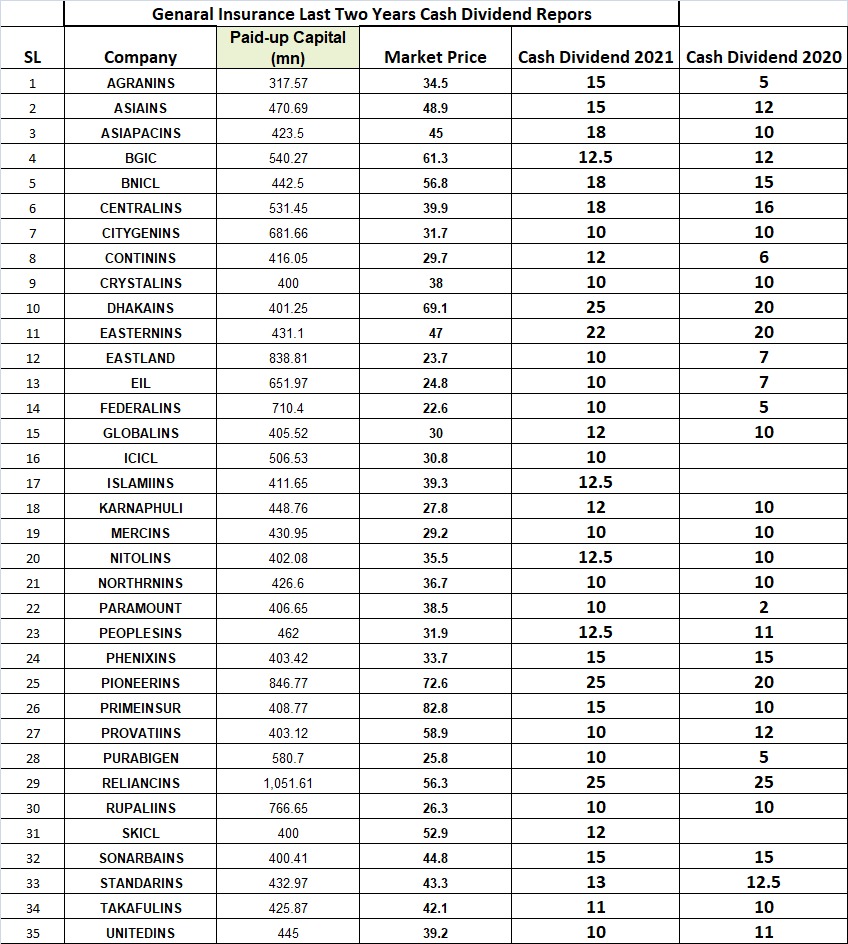 Genaral Insurance Last Two Years Cash Dividend Repors
SL Company Paid-up Capital (mn) Market Price Cash Dividend 2021 Cash Dividend 2020
1 AGRANINS 317.57 34.5 15 5
2 ASIAINS 470.69 48.9 15 12
3 ASIAPACINS 423.5 45 18 10
4 BGIC 540.27 61.3 12.5 12
5 BNICL 442.5 56.8 18 15
6 CENTRALINS 531.45 39.9 18 16
7 CITYGENINS 681.66 31.7 10 10
8 CONTININS 416.05 29.7 12 6
9 CRYSTALINS 400 38 10 10
10 DHAKAINS 401.25 69.1 25 20
11 EASTERNINS 431.1 47 22 20
12 EASTLAND 838.81 23.7 10 7
13 EIL 651.97 24.8 10 7
14 FEDERALINS 710.4 22.6 10 5
15 GLOBALINS 405.52 30 12 10
16 ICICL 506.53 30.8 10
17 ISLAMIINS 411.65 39.3 12.5
18 KARNAPHULI 448.76 27.8 12 10
19 MERCINS 430.95 29.2 10 10
20 NITOLINS 402.08 35.5 12.5 10
21 NORTHRNINS 426.6 36.7 10 10
22 PARAMOUNT 406.65 38.5 10 2
23 PEOPLESINS 462 31.9 12.5 11
24 PHENIXINS 403.42 33.7 15 15
25 PIONEERINS 846.77 72.6 25 20
26 PRIMEINSUR 408.77 82.8 15 10
27 PROVATIINS 403.12 58.9 10 12
28 PURABIGEN 580.7 25.8 10 5
29 RELIANCINS 1,051.61 56.3 25 25
30 RUPALIINS 766.65 26.3 10 10
31 SKICL 400 52.9 12
32 SONARBAINS 400.41 44.8 15 15
33 STANDARINS 432.97 43.3 13 12.5
34 TAKAFULINS 425.87 42.1 11 10
35 UNITEDINS 445 39.2 10 11